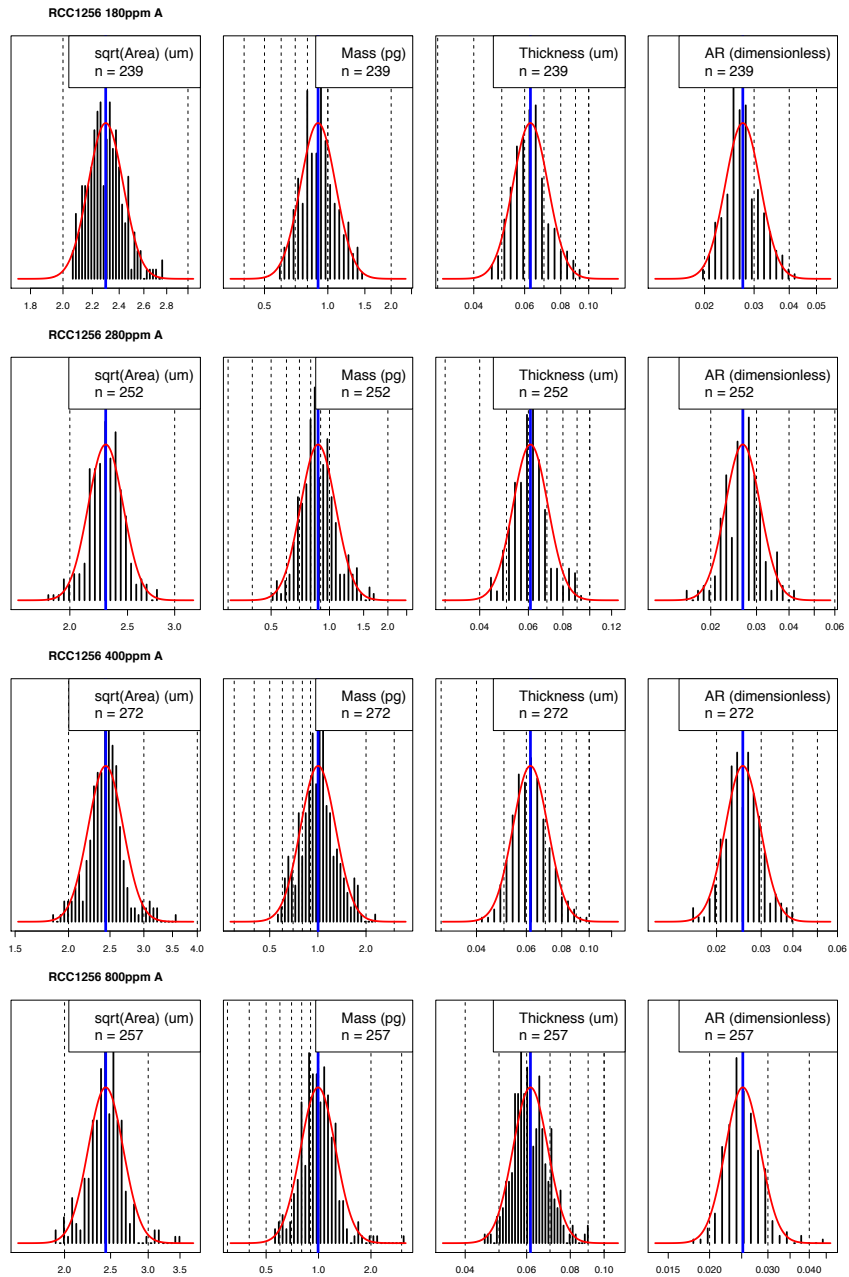 RCC1256 180ppm A
sqrt(Area) (um)
n = 239
Mass (pg)
n = 239
Thickness (um)
n = 239
AR (dimensionless)
n = 239
1.8 2.0 2.2 2.4 2.6 2.8
0.5 1.0 1.5 2.0
0.04 0.06 0.08 0.10
0.02 0.03 0.04 0.05
RCC1256 280ppm A
sqrt(Area) (um)
n = 252
Mass (pg)
n = 252
Thickness (um)
n = 252
AR (dimensionless)
n = 252
2.0 2.5 3.0
0.5 1.0 1.5 2.0
0.04 0.06 0.08 0.12
0.02 0.03 0.04 0.06
RCC1256 400ppm A
sqrt(Area) (um)
n = 272
Mass (pg)
n = 272
Thickness (um)
n = 272
AR (dimensionless)
n = 272
1.5 2.0 2.5 3.0 3.5 4.0
0.5 1.0 2.0
0.04 0.06 0.08 0.10
0.02 0.03 0.04 0.06
RCC1256 800ppm A
sqrt(Area) (um)
n = 257
Mass (pg)
n = 257
Thickness (um)
n = 257
AR (dimensionless)
n = 257
2.0 2.5 3.0 3.5
0.5 1.0 2.0
0.04 0.06 0.08 0.10
0.015 0.020 0.030 0.040